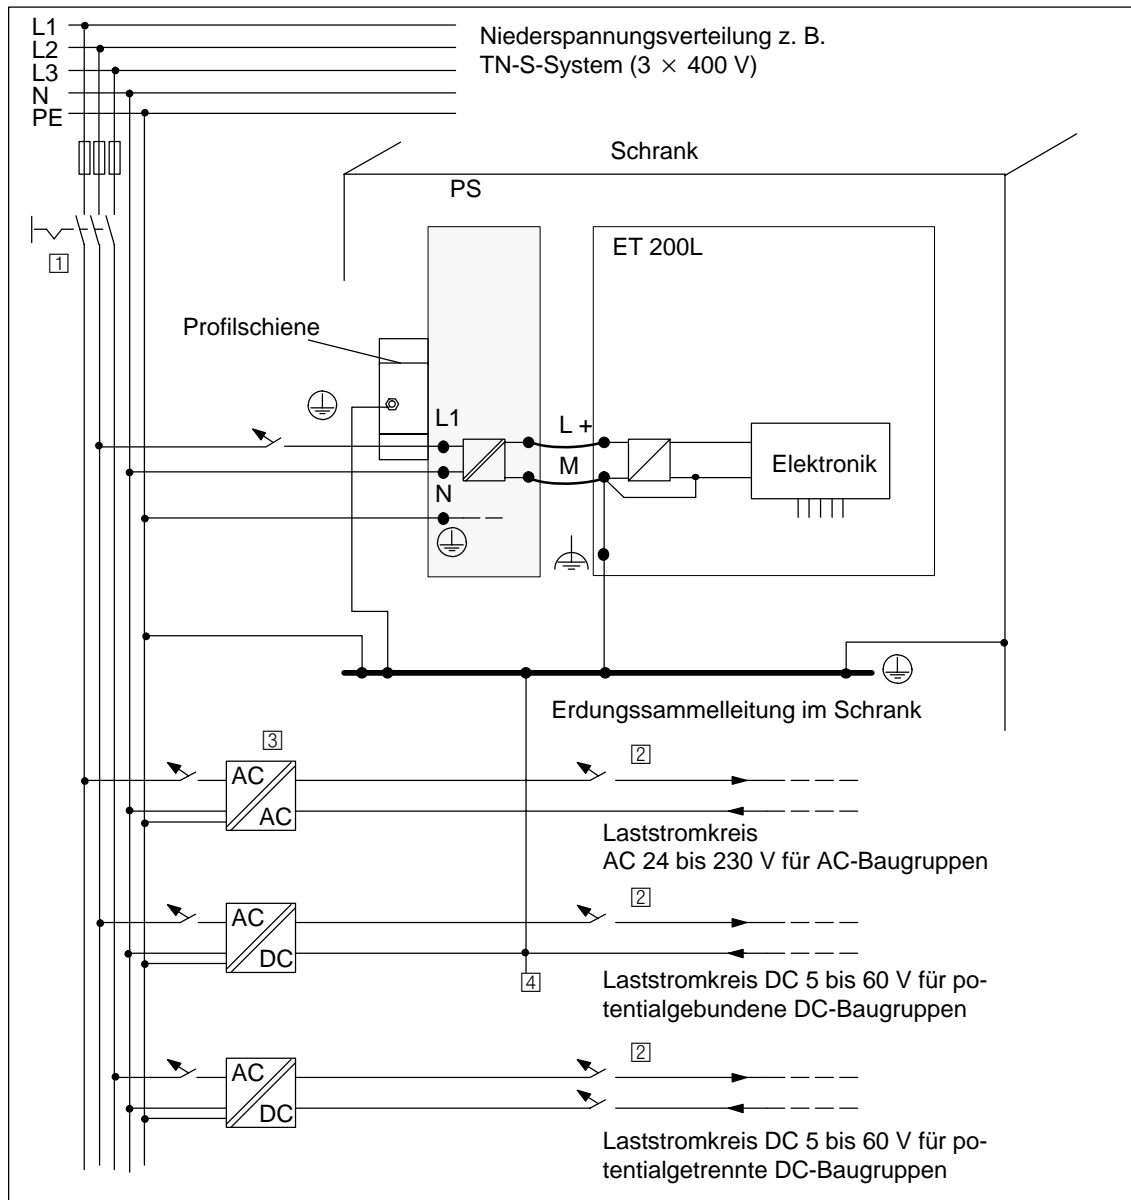 L1
L2
L3
N
PE
Niederspannungsverteilung z. B.
TN-S-System (3 × 400 V)
Schrank
PS
ET 200L
1
Profilschiene
L1
L +
N
M
Elektronik
Erdungssammelleitung im Schrank
3
2
AC
AC
Laststromkreis
AC 24 bis 230 V für AC-Baugruppen
2
AC
DC
4
Laststromkreis DC 5 bis 60 V für po-
tentialgebundene DC-Baugruppen
2
AC
DC
Laststromkreis DC 5 bis 60 V für po-
tentialgetrennte DC-Baugruppen